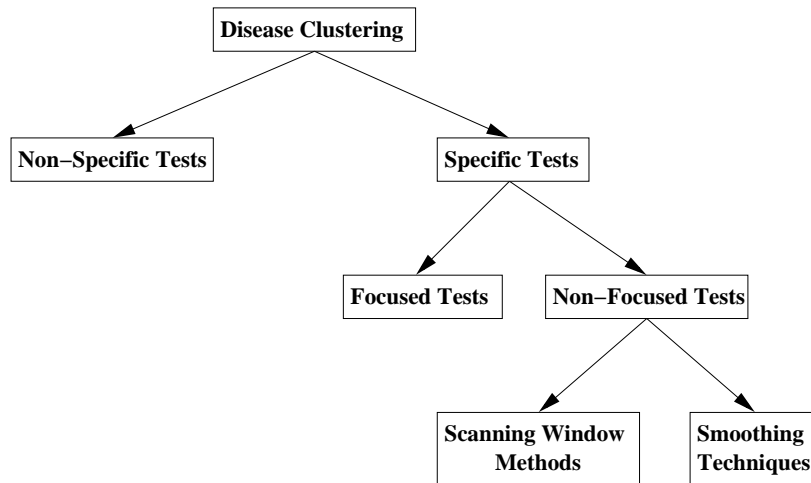 Disease Clustering
Non−Specific Tests
Specific Tests
Focused Tests
Non−Focused Tests
Scanning Window
Methods
Smoothing
Techniques